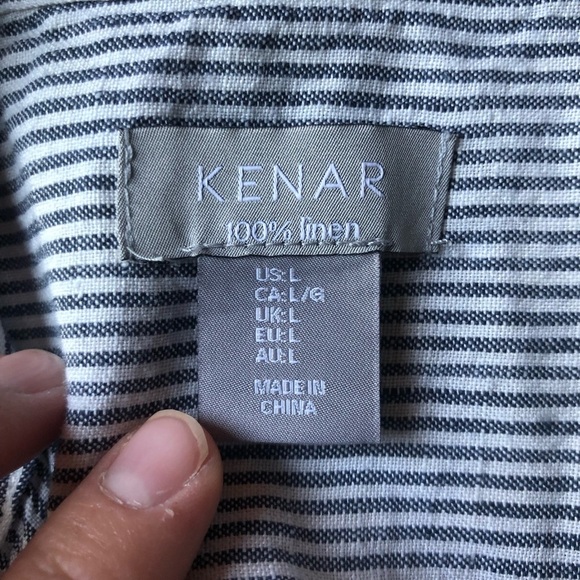 KENAR
100% linen
US: L
CA: L/G
UK: L
EU: L
AU: L
MADE IN
CHINA